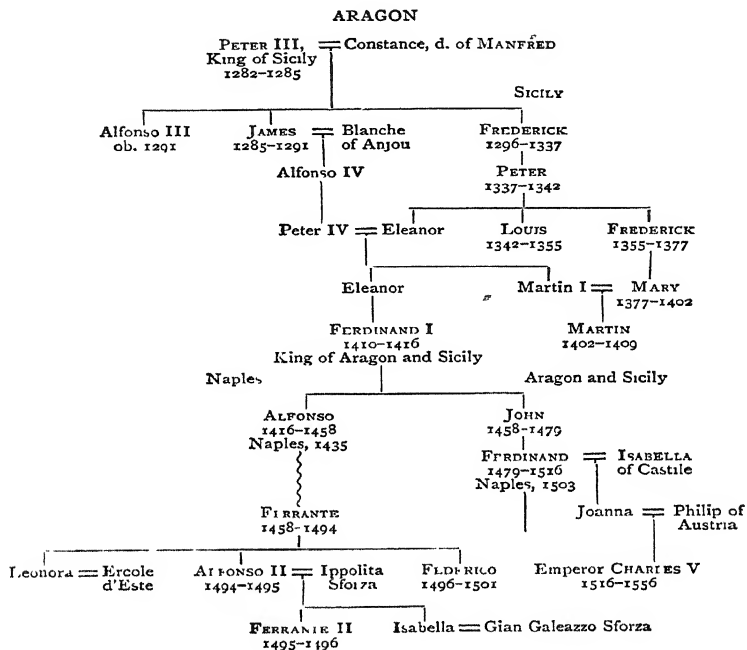 ARAGON
PETER III, = Constance, d. of MANFRED
King of Sicily
1282–1285
SICILY
Alfonso III JAMES = Blanche FREDERICK
ob. 1291 1285–1291 of Anjou 1296–1337
Alfonso IV PETER
1337–1342
Peter IV = Eleanor LOUIS FREDERICK
1342–1355 1355–1377
Eleanor Martin I = MARY
1377–1402
FERDINAND I MARTIN
1410–1416 1402–1409
King of Aragon and Sicily
Naples Aragon and Sicily
ALFONSO JOHN
1416–1458 1458–1479
Naples, 1435 FERDINAND = ISABELLA
1479–1516 of Castile
Naples, 1503
FIRRANTE Joanna = Philip of
1458–1494 Austria
Leonora = Ercole ALFONSO II = Ippolita FEDERICO Emperor CHARLES V
d'Este 1494–1495 Sforza 1496–1501 1516–1556
FERRANTE II Isabella = Gian Galeazzo Sforza
1495–1496